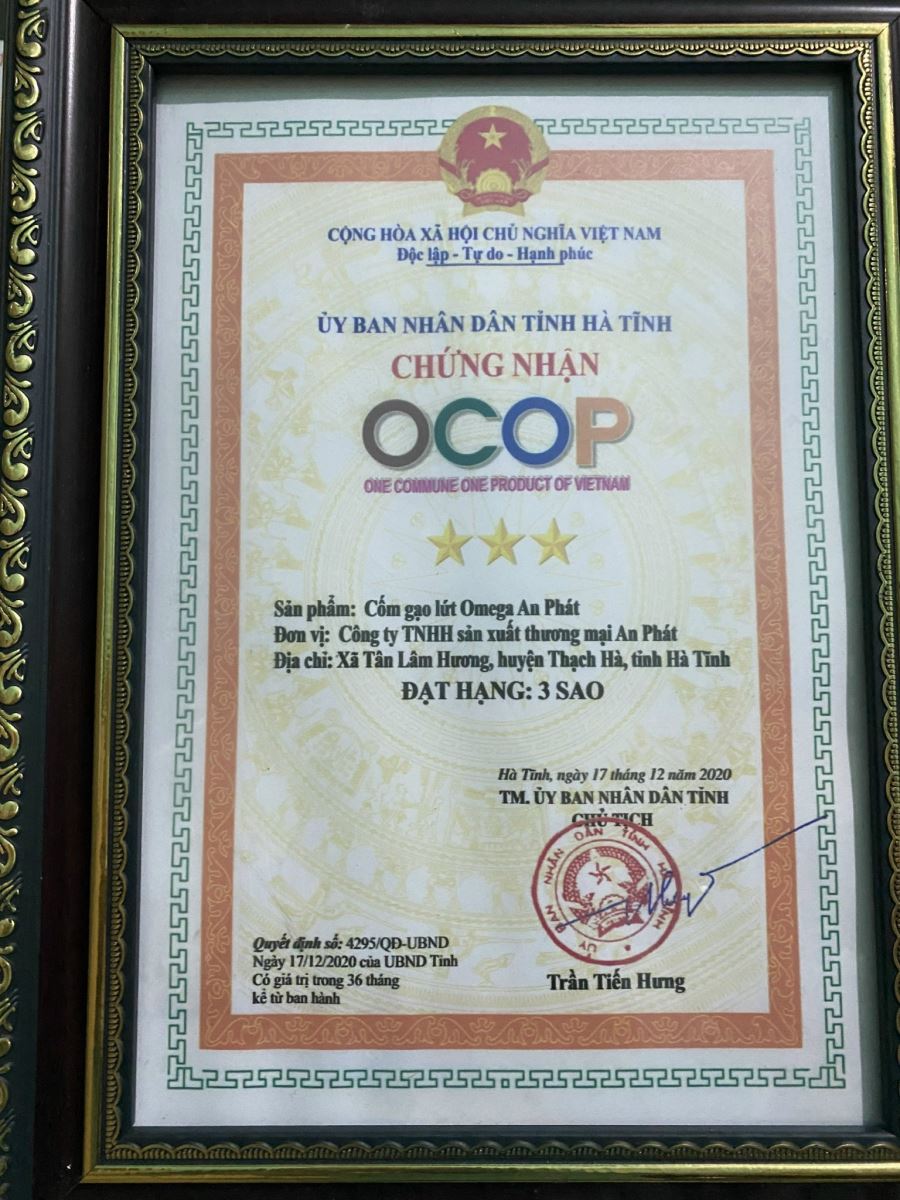 CỘNG HÒA XÃ HỘI CHỦ NGHĨA VIỆT NAM
Độc lập - Tự do - Hạnh phúc
ỦY BAN NHÂN DÂN TỈNH HÀ TĨNH
CHỨNG NHẬN
OCOP
ONE COMMUNE ONE PRODUCT OF VIETNAM
Sản phẩm: Cốm gạo lứt Omega An Phát
Đơn vị: Công ty TNHH sản xuất thương mại An Phát
Địa chỉ: Xã Tân Lâm Hương, huyện Thạch Hà, tỉnh Hà Tĩnh
ĐẠT HẠNG: 3 SAO
Hà Tĩnh, ngày 17 tháng 12 năm 2020
TM. ỦY BAN NHÂN DÂN TỈNH
CHỦ TỊCH
ỦY BAN NHÂN DÂN TỈNH
Quyết định số: 4295/QĐ-UBND
Ngày 17/12/2020 của UBND Tỉnh
Có giá trị trong 36 tháng
kể từ ban hành
Trần Tiến Hưng